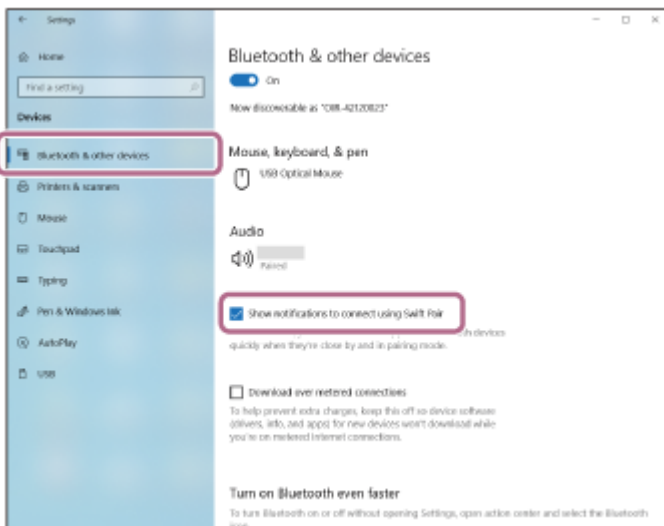 Settings
Home
Find a setting
Devices
Bluetooth & other devices
Printers & scanners
Mouse
Touchpad
Typing
Pen & Windows Ink
AutoPlay
USB
Bluetooth & other devices
On
Now discoverable as
Mouse, keyboard, & pen
USB Optical Mouse
Audio
Paired
Show notifications to connect using Swift Pair
devices
quickly when they're close by and in pairing mode.
Download over metered connections
To help prevent extra charges, keep this off so device software
(drivers, info, and apps) for new devices won't download while
you're on metered Internet connections.
Turn on Bluetooth even faster
To turn Bluetooth on or off without opening Settings, open action center and select the Bluetooth
icon.